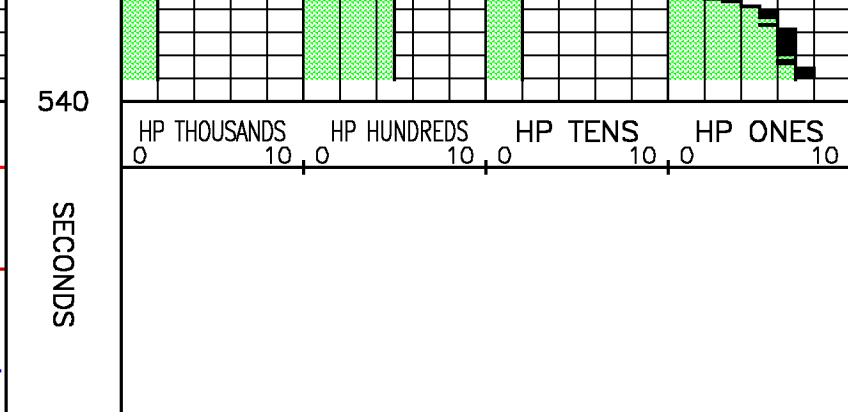 540
HP THOUSANDS HP HUNDREDS HP TENS HP ONES
0 10 0 10 0 10 0 10
SECONDS